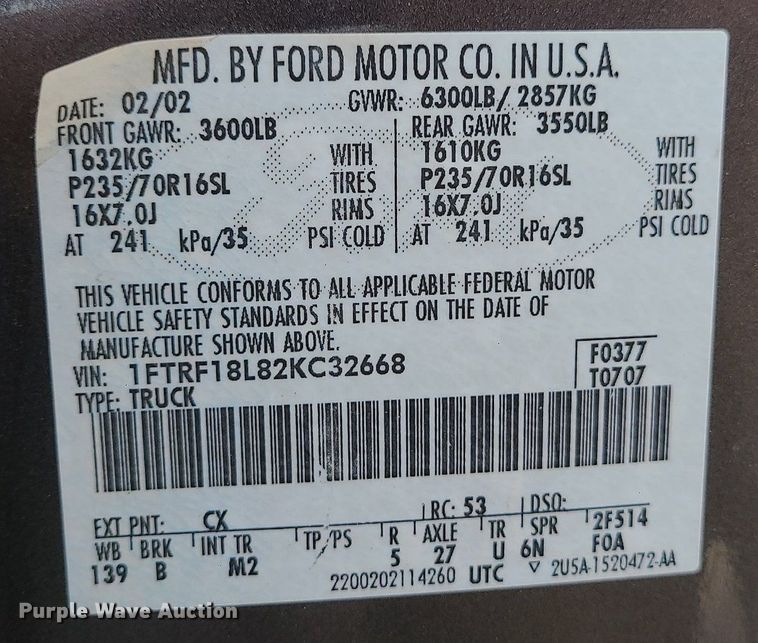 MFD. BY FORD MOTOR CO. IN U.S.A.
DATE: 02/02 GVWR: 6300LB/ 2857KG
FRONT GAWR: 3600LB REAR GAWR: 3550LB
1632KG WITH 1610KG WITH
P235/70R16SL TIRES P235/70R16SL TIRES
16X7.0J RIMS 16X7.0J RIMS
AT 241 kPa/35 PSI COLD AT 241 kPa/35 PSI COLD
THIS VEHICLE CONFORMS TO ALL APPLICABLE FEDERAL MOTOR
VEHICLE SAFETY STANDARDS IN EFFECT ON THE DATE OF
MANUFACTURE SHOWN ABOVE.
VIN: 1FTRF18L82KC32668 F0377
TYPE: TRUCK T0707
EXT PNT: CX RC: 53 DSO:
WB BRK INT TR TP/PS R AXLE TR SPR 2F514
139 B M2 5 27 U 6N FOA
2200202114260 UTC ▽ 2U5A-1520472-AA
Purple Wave Auction